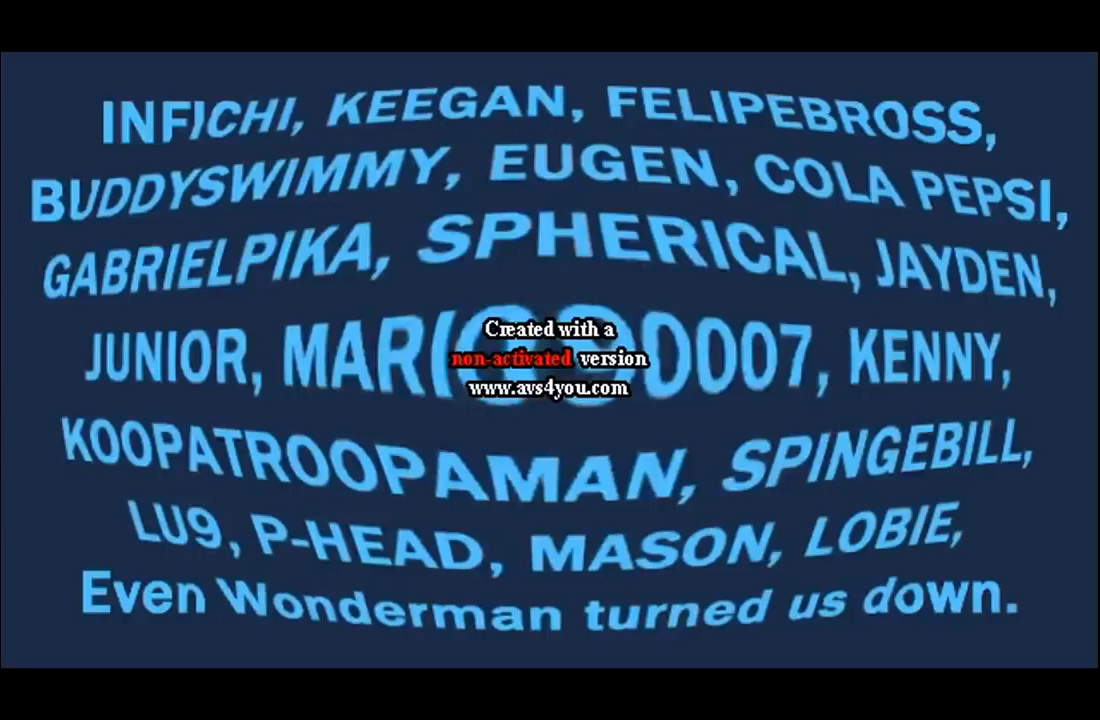 INFICHI, KEEGAN, FELIPEBROSS,
BUDDYSWIMMY, EUGEN, COLA PEPSI,
GABRIELPIKA, SPHERICAL, JAYDEN,
JUNIOR, KENNY,
Created with a
non-activated version
www.avs4you.com
KOOPATROOPAMAN, SPINGEBILL,
LU9, P-HEAD, MASON, LOBIE,
Even Wonderman turned us down.